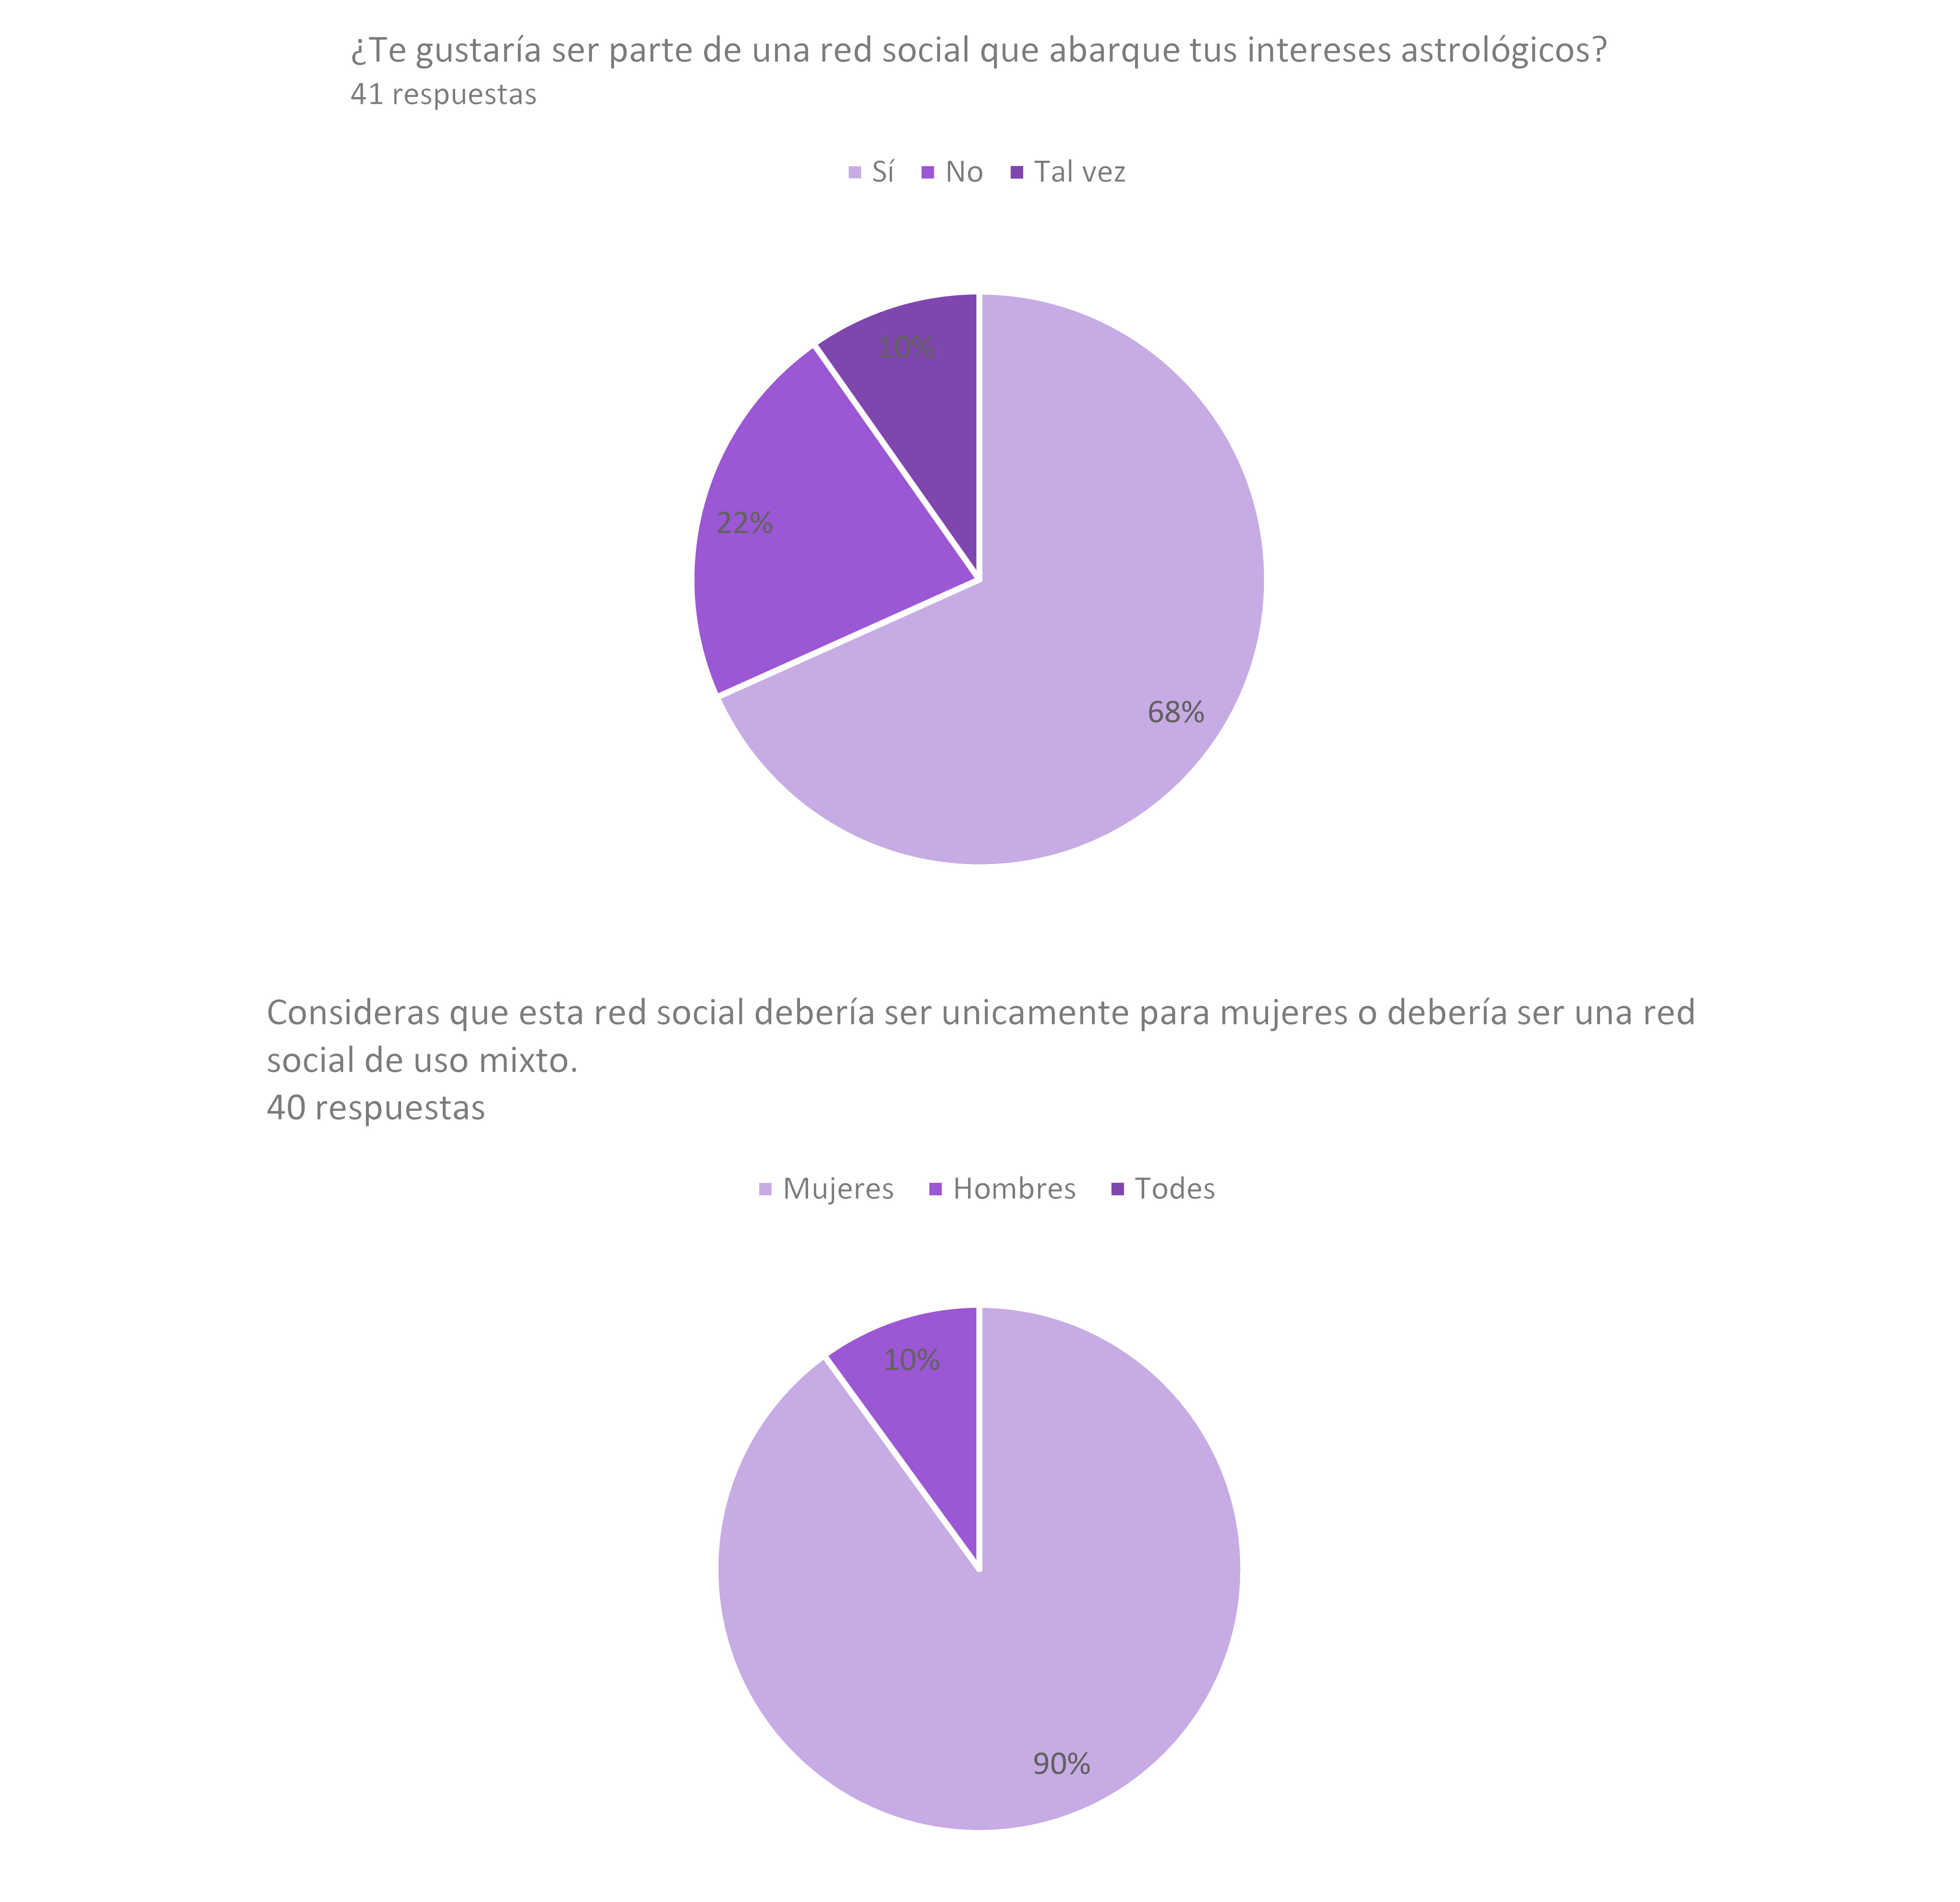 ¿Te gustaría ser parte de una red social que abarque tus intereses astrológicos?
41 respuestas
Sí No Tal vez
10%
22%
68%
Consideras que esta red social debería ser unicamente para mujeres o debería ser una red
social de uso mixto.
40 respuestas
Mujeres Hombres Todes
10%
90%